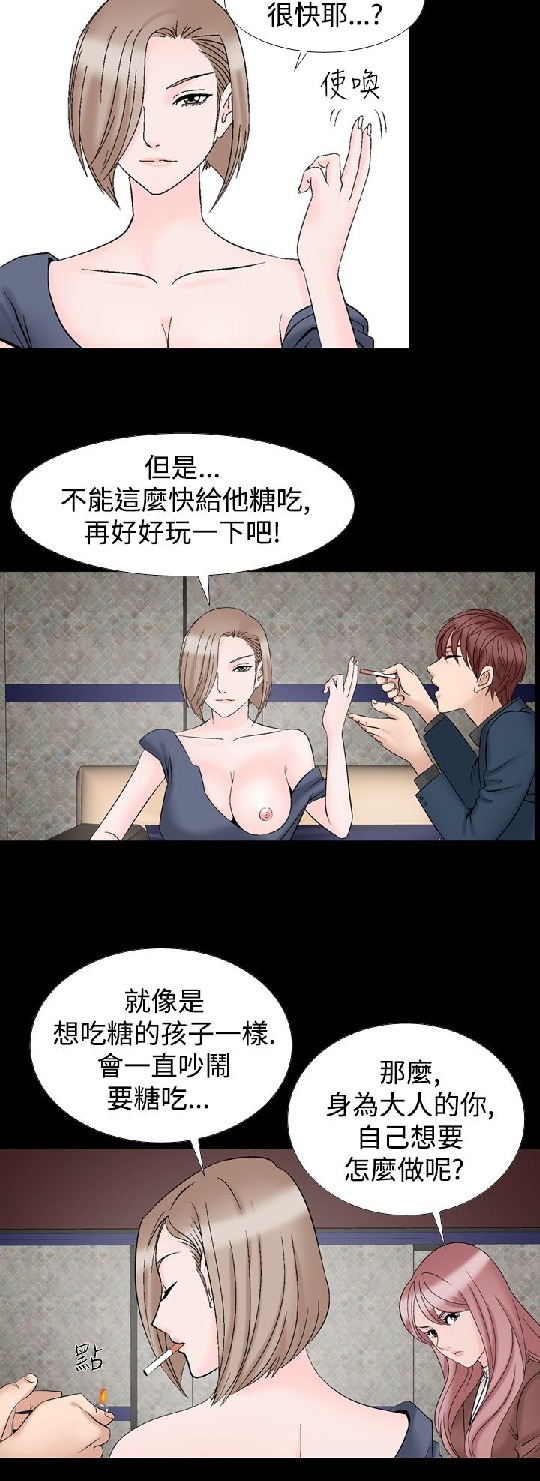 很快耶...?
使喚
但是...
不能這麼快給他糖吃,
再好好玩一下吧!
就像是
想吃糖的孩子一樣.
會一直吵鬧
要糖吃...
那麼,
身為大人的你,
自己想要
怎麼做呢?
點